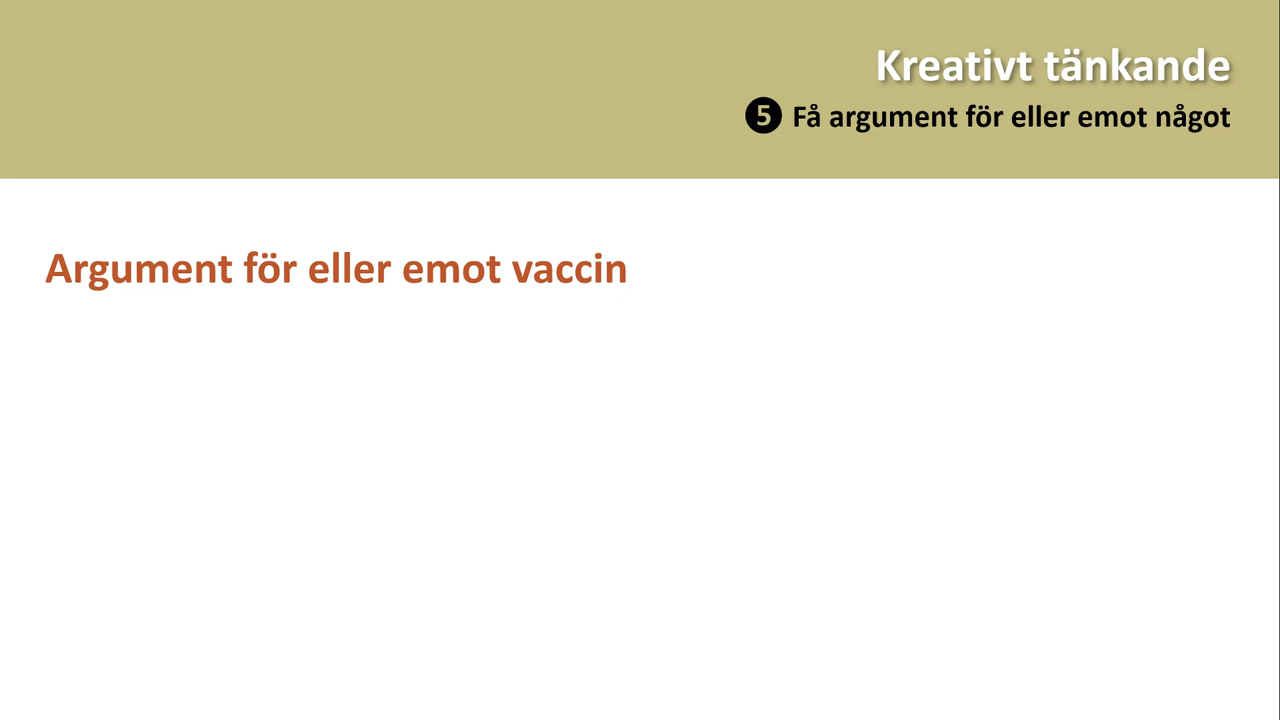 Kreativt tänkande
❺ Få argument för eller emot något
Argument för eller emot vaccin